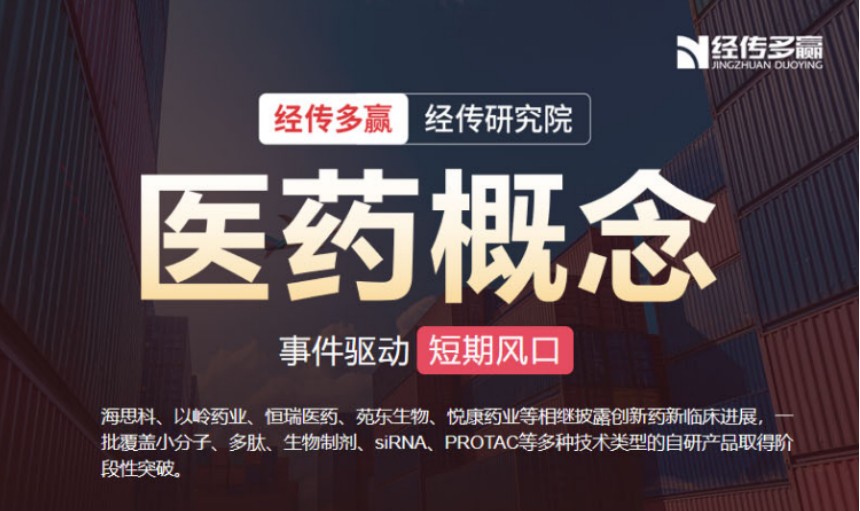 经传多赢
JINGZHUAN DUOYING
经传多赢 经传研究院
医药概念
事件驱动 短期风口
海思科、以岭药业、恒瑞医药、苑东生物、悦康药业等相继披露创新药新临床进展，一
批覆盖小分子、多肽、生物制剂、siRNA、PROTAC等多种技术类型的自研产品取得阶
段性突破。